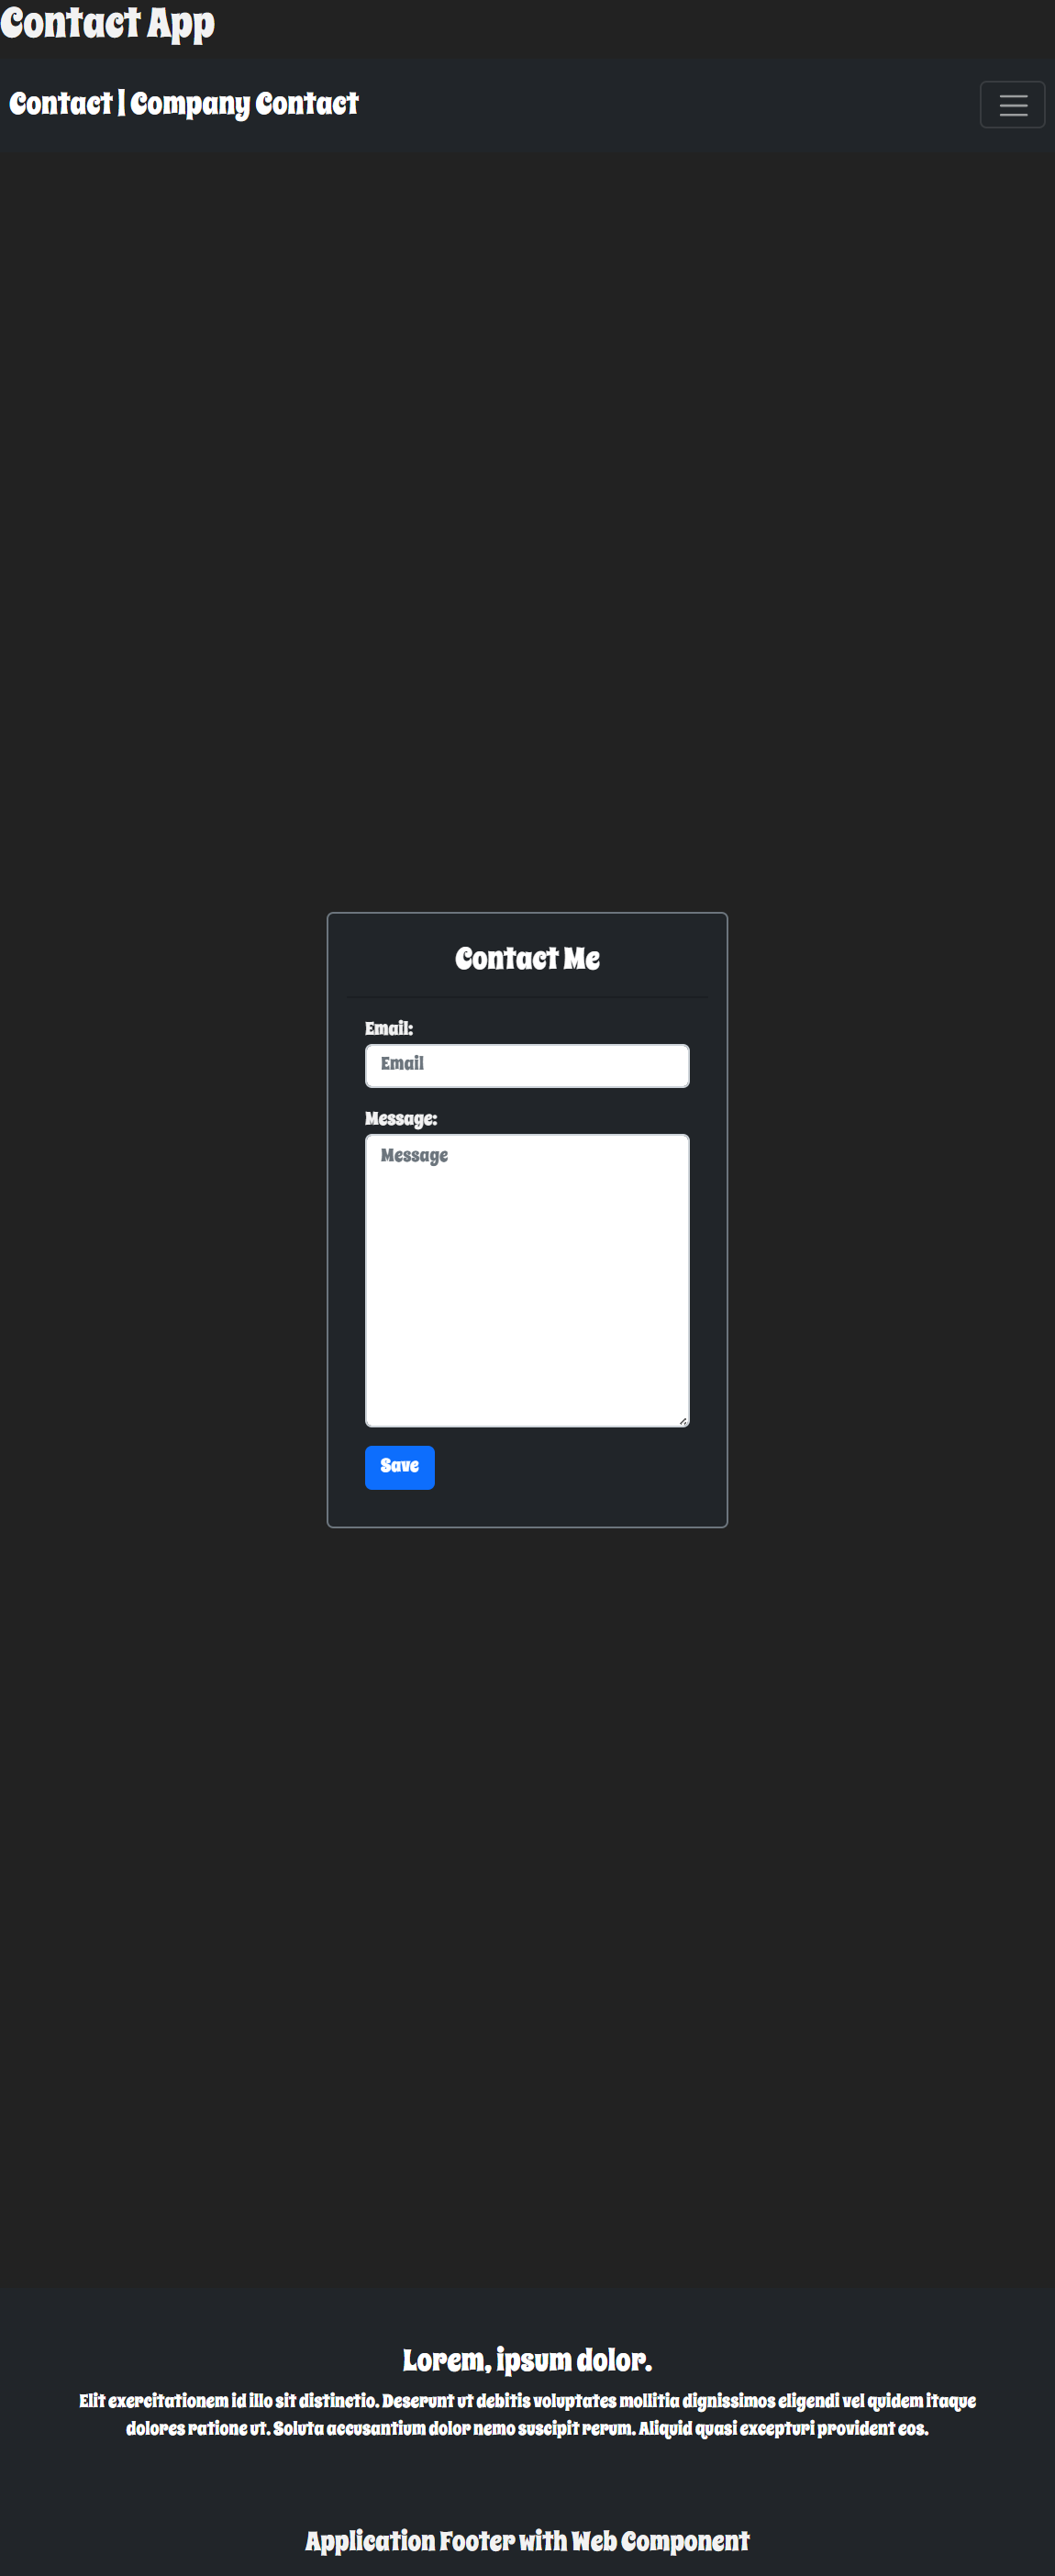 Contact App
Contact | Company Contact
Contact Me
Email:
Email
Message:
Message
Save
Lorem, ipsum dolor.
Elit exercitationem id illo sit distinctio. Deserunt ut debitis voluptates mollitia dignissimos eligendi vel quidem itaque
dolores ratione ut. Soluta accusantium dolor nemo suscipit rerum. Aliquid quasi excepturi provident eos.
Application Footer with Web Component